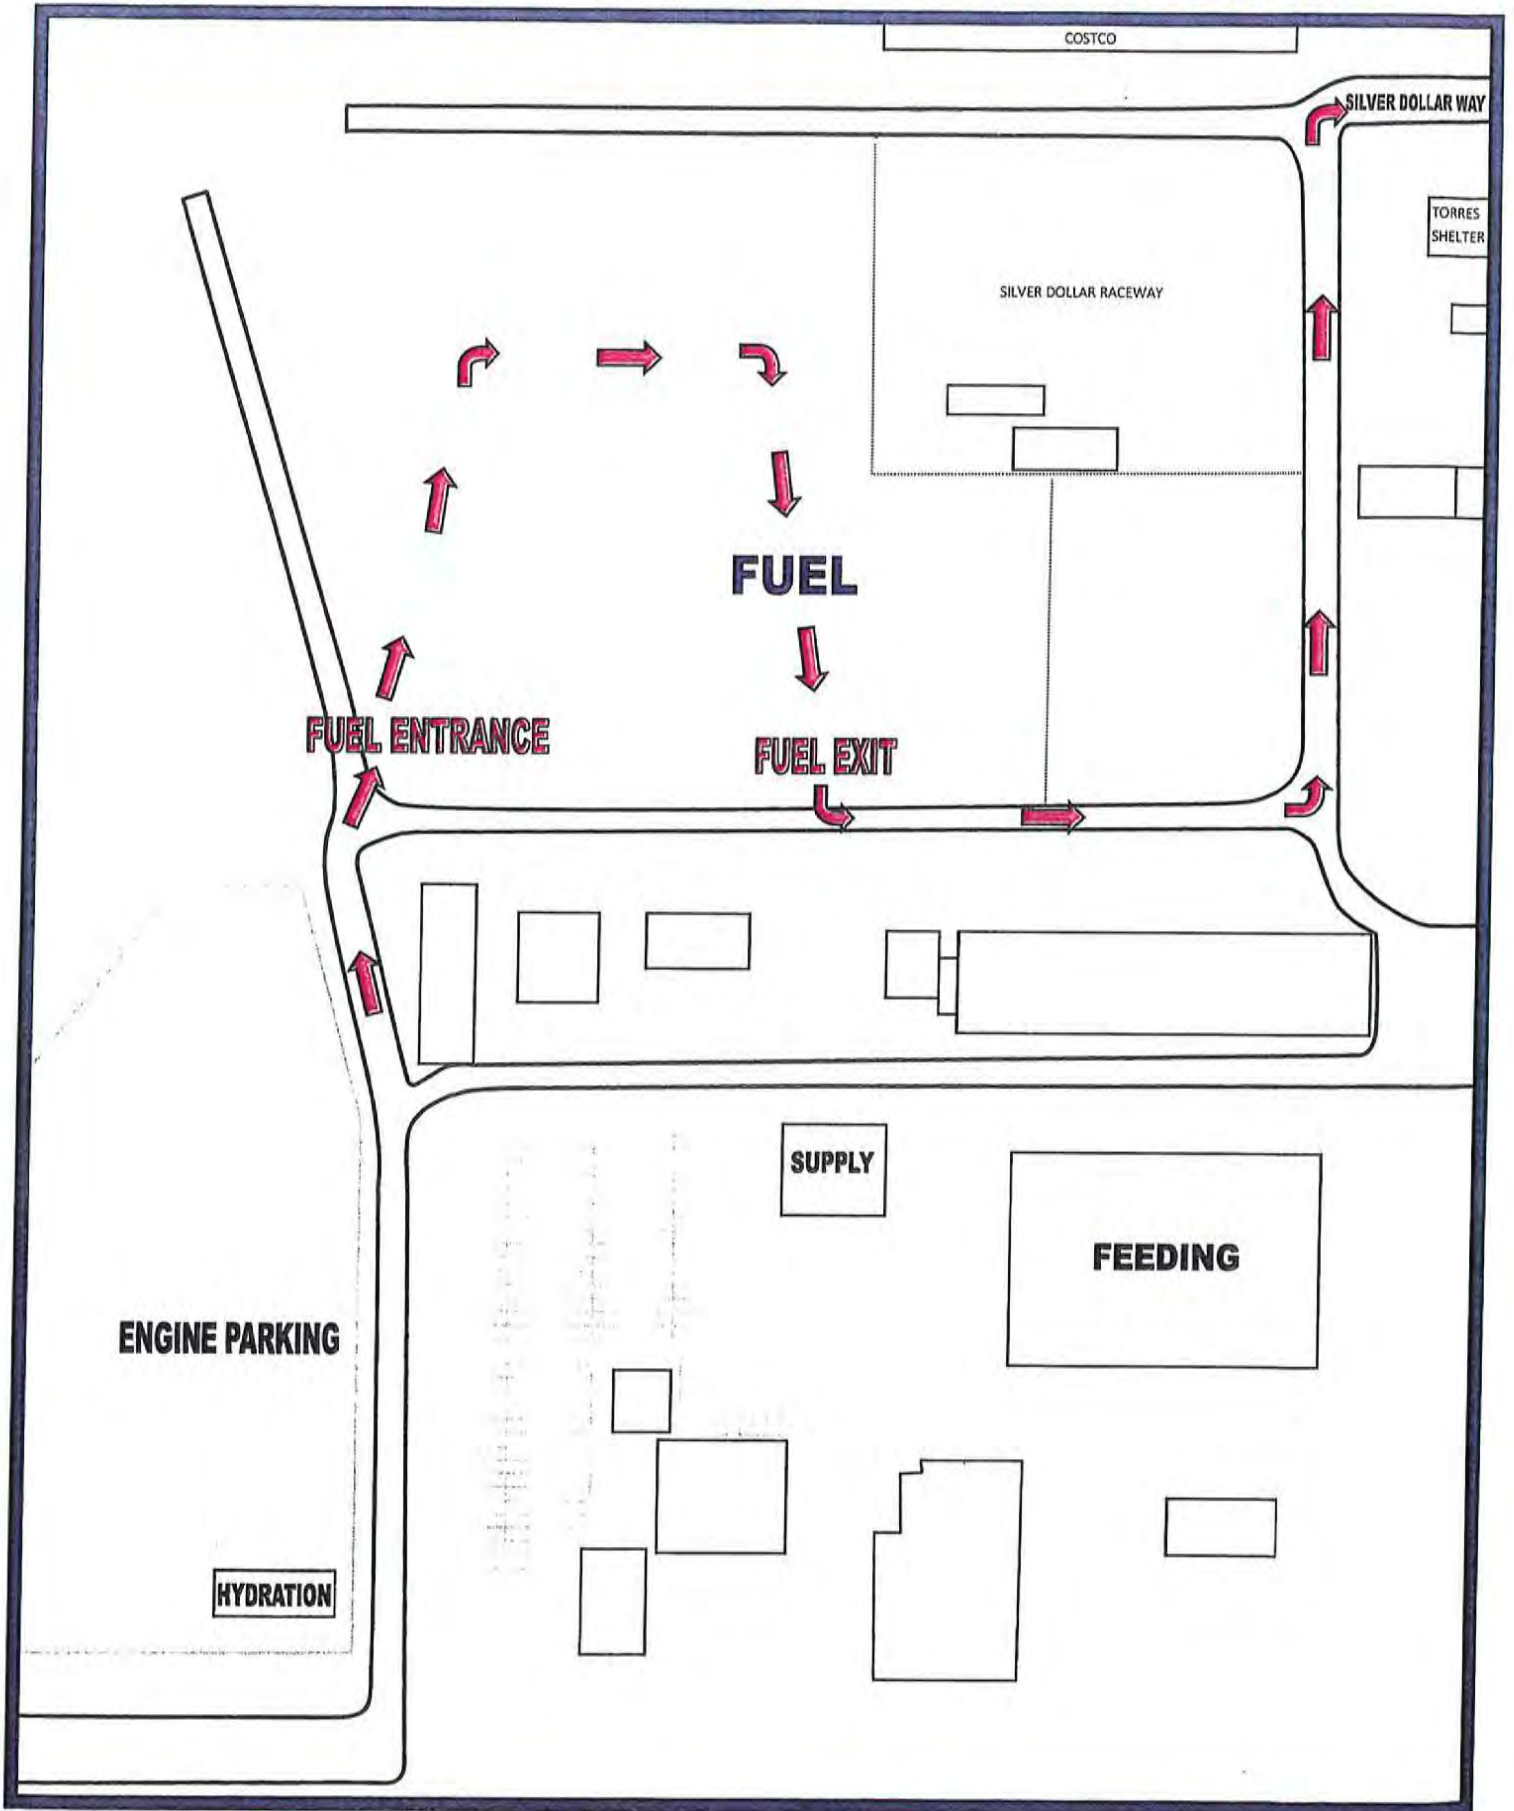 COSTCO
SILVER DOLLAR WAY
TORRES
SHELTER
SILVER DOLLAR RACEWAY
FUEL
FUEL ENTRANCE
FUEL EXIT
SUPPLY
FEEDING
ENGINE PARKING
HYDRATION